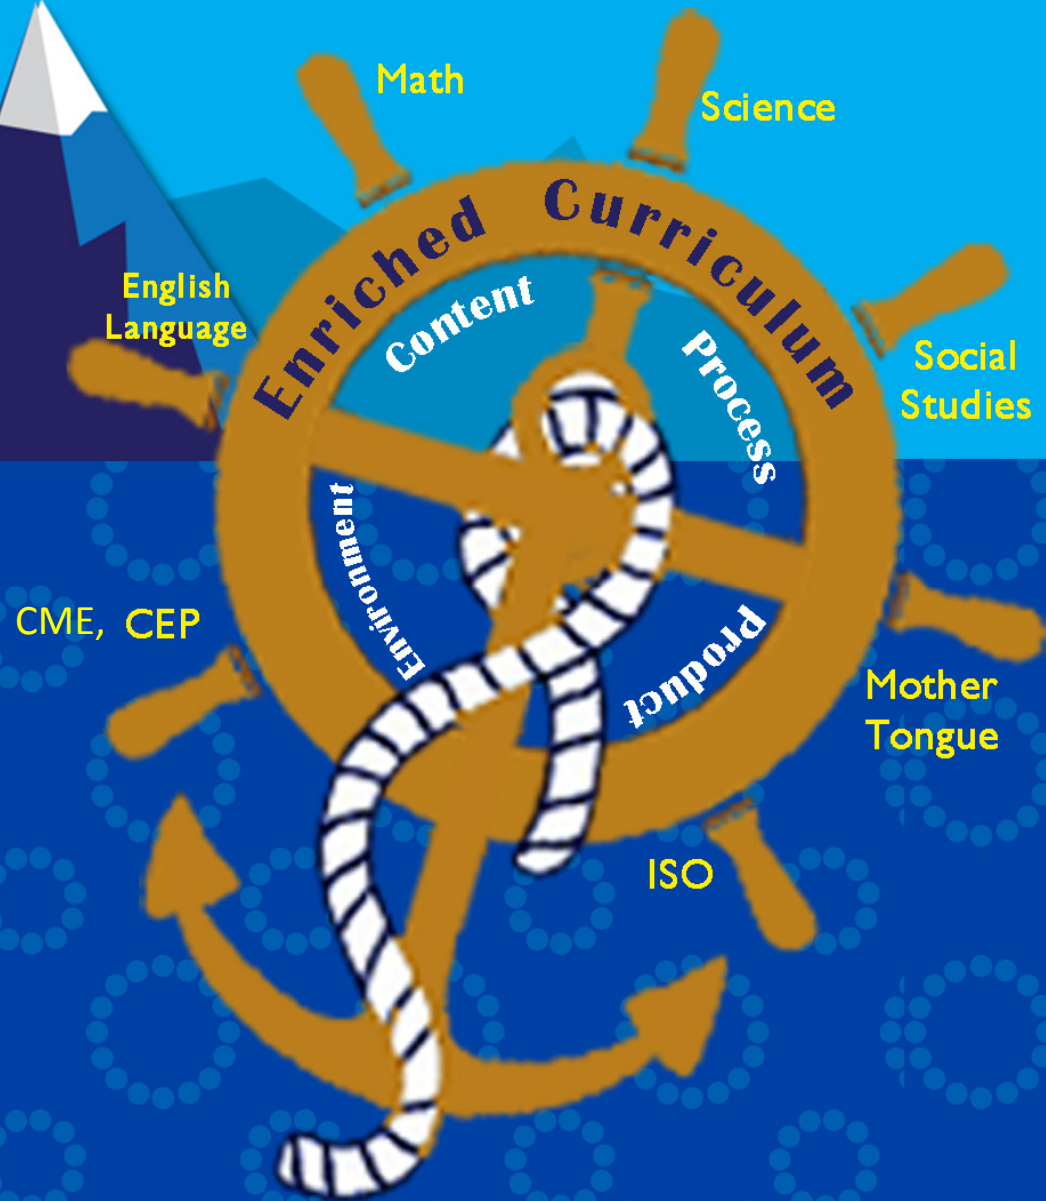 Math
Science
Enriched Curriculum
English
Language
Content
Process
Social
Studies
Environment
CME, CEP
Product
Mother
Tongue
ISO